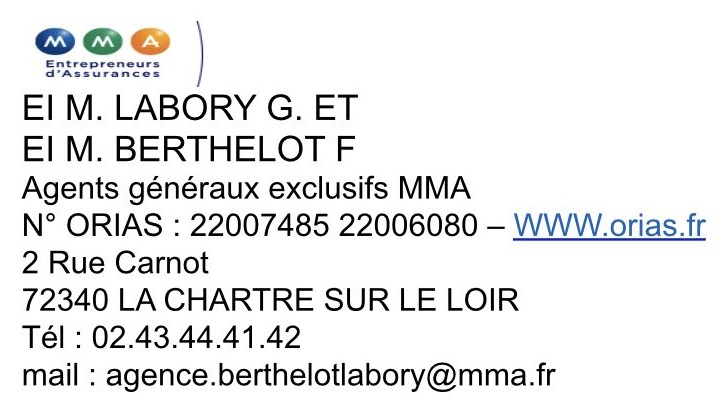 MMA
Entrepreneurs
d'Assurances
EI M. LABORY G. ET
EI M. BERTHELOT F
Agents généraux exclusifs MMA
N° ORIAS : 22007485 22006080 – WWW.orias.fr
2 Rue Carnot
72340 LA CHARTRE SUR LE LOIR
Tél : 02.43.44.41.42
mail : agence.berthelotlabory@mma.fr